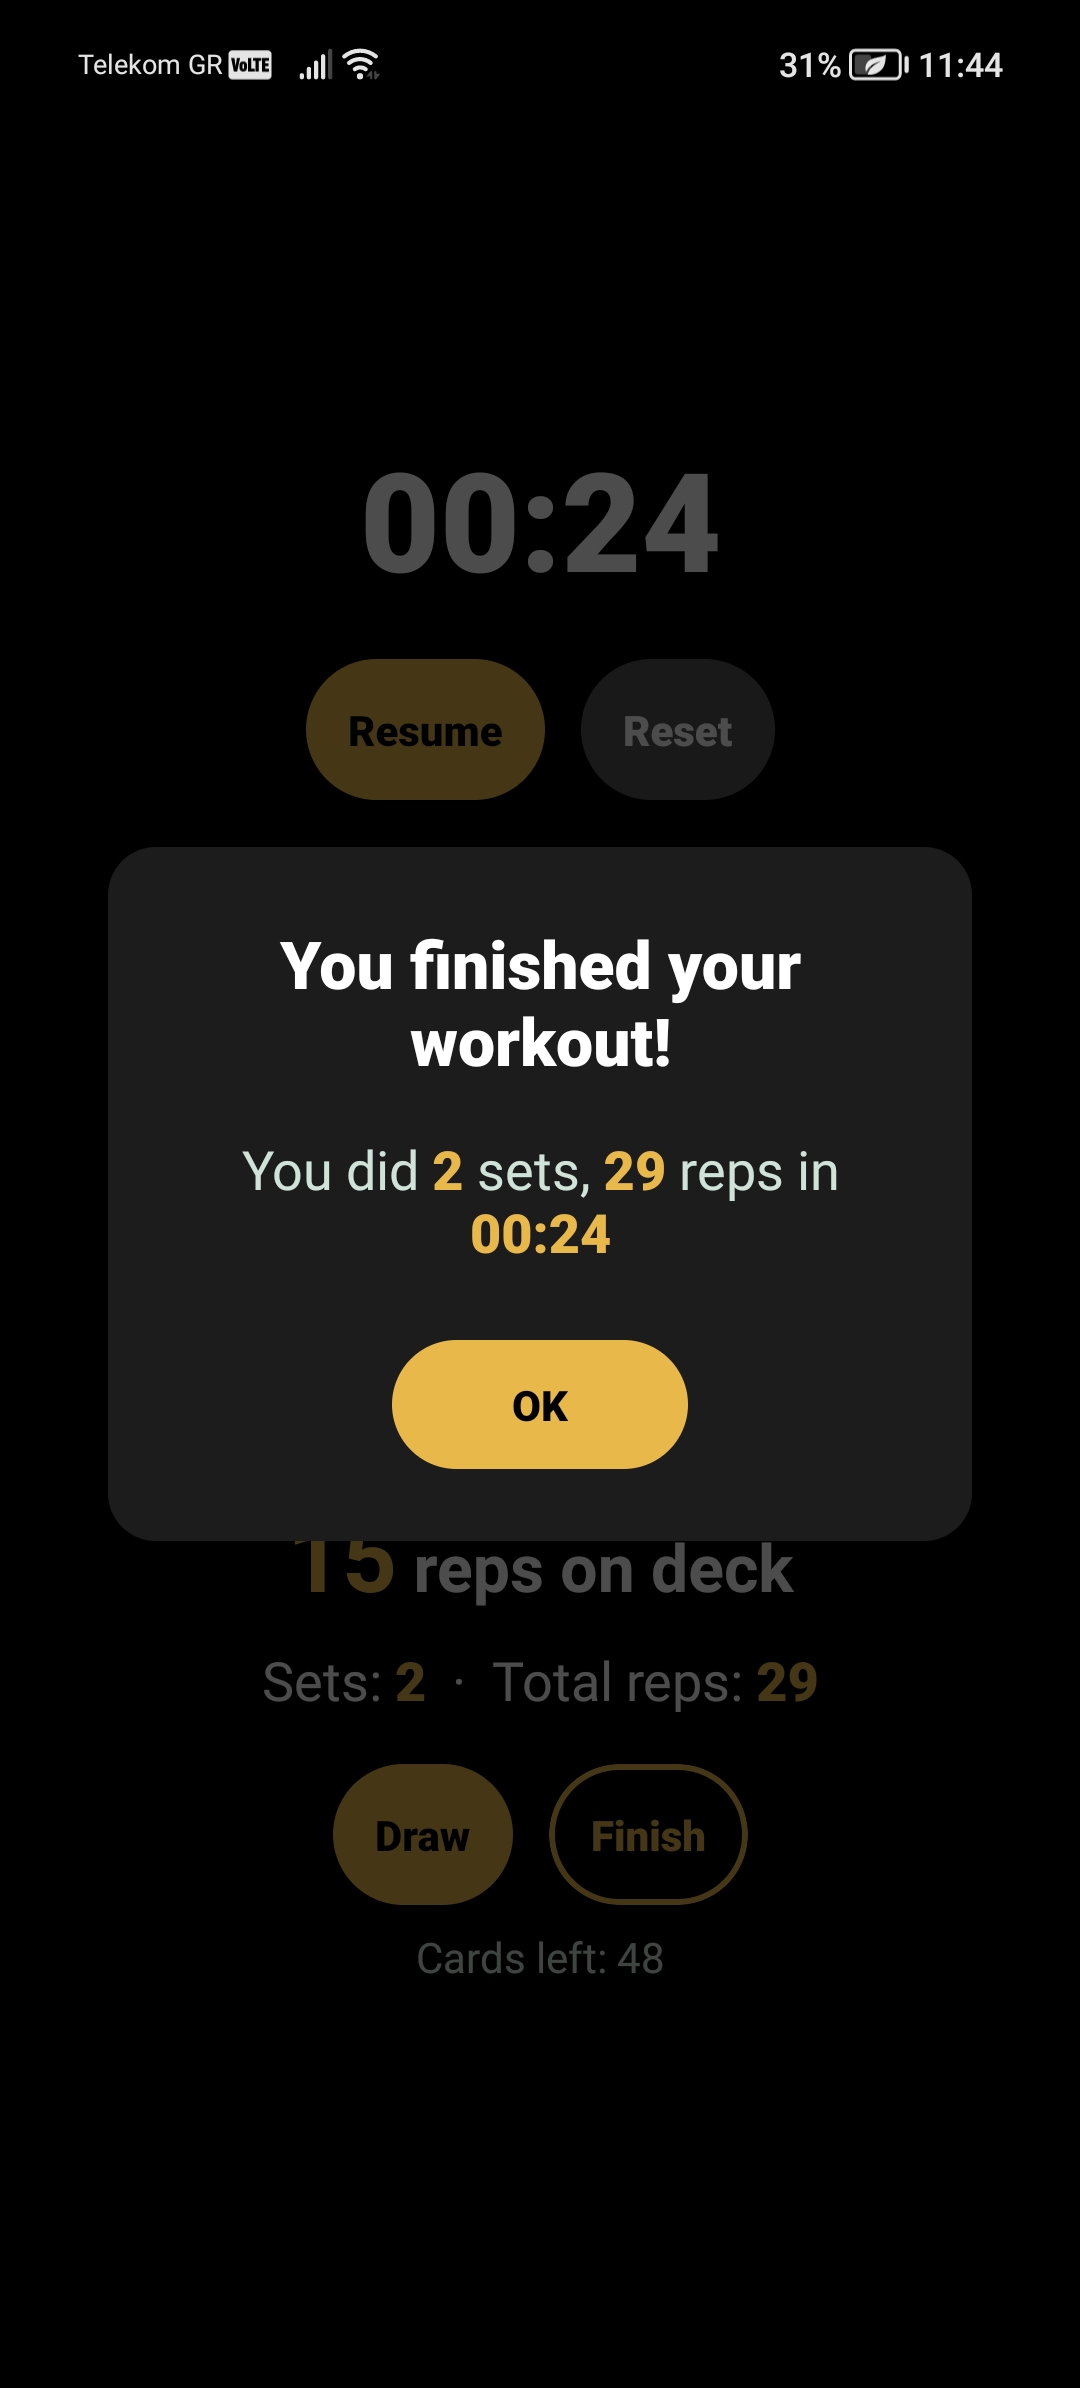 Telekom GR VoLTE 31% 11:44
00:24
Resume Reset
You finished your
workout!
You did 2 sets, 29 reps in
00:24
OK
15 reps on deck
Sets: 2 · Total reps: 29
Draw Finish
Cards left: 48